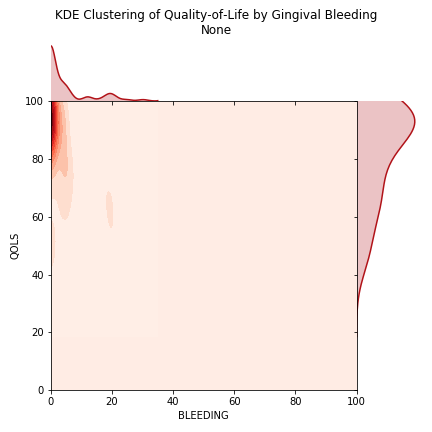 KDE Clustering of Quality-of-Life by Gingival Bleeding
None
100
80
60
40
20
0
QOLS
0 20 40 60 80 100
BLEEDING